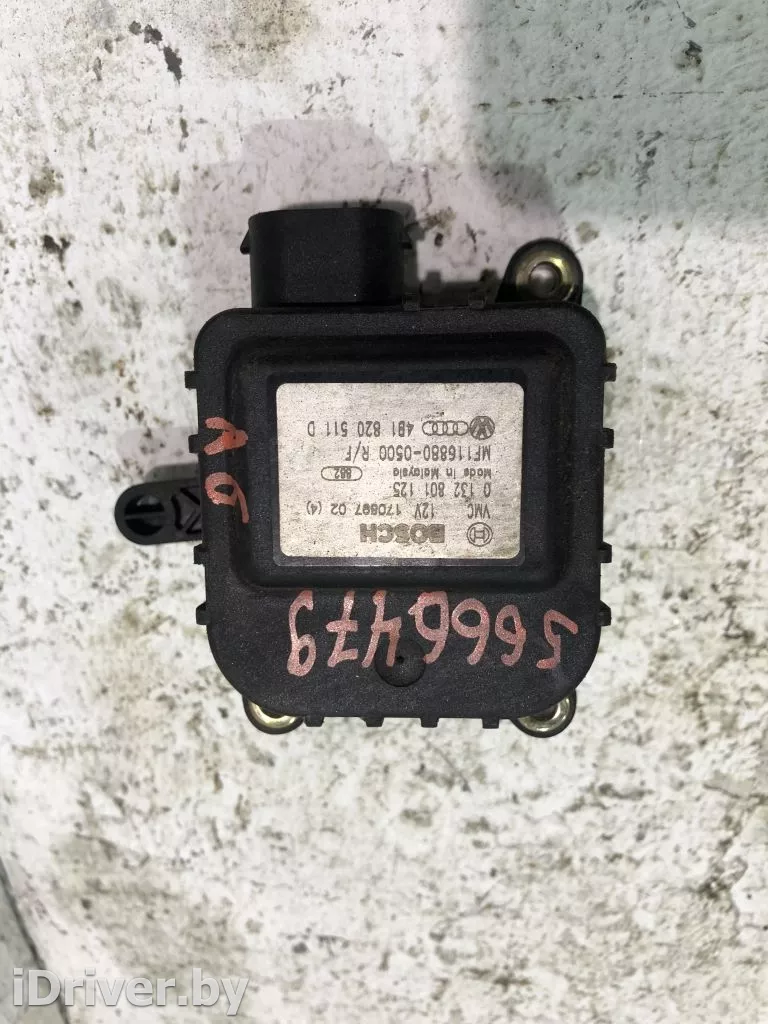 5666479
BOSCH
VMC 12V 170897 02 (4)
0 132 801 125
Made in Malaysia 882
MF116880-0500 R/F
4B1 820 511 D
A6
iDriver.by